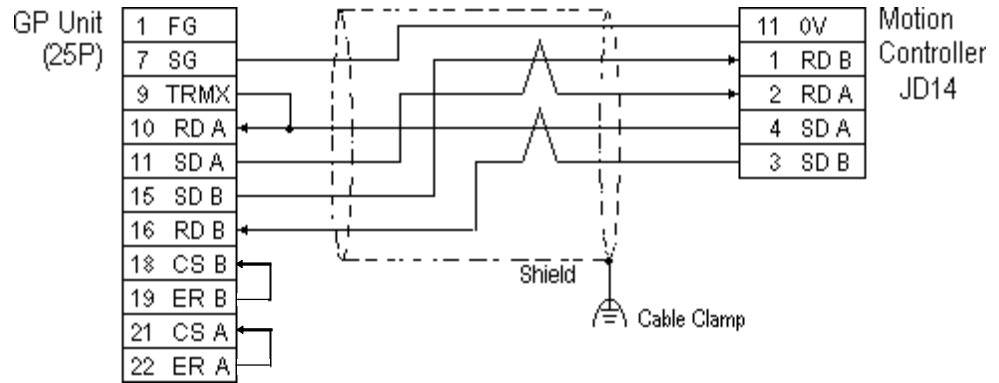 GP Unit
(25P)
1 FG
7 SG
9 TRMX
10 RD A
11 SD A
15 SD B
16 RD B
18 CS B
19 ER B
21 CS A
22 ER A
Shield
Cable Clamp
11 0V
1 RD B
2 RD A
4 SD A
3 SD B
Motion
Controller
JD14